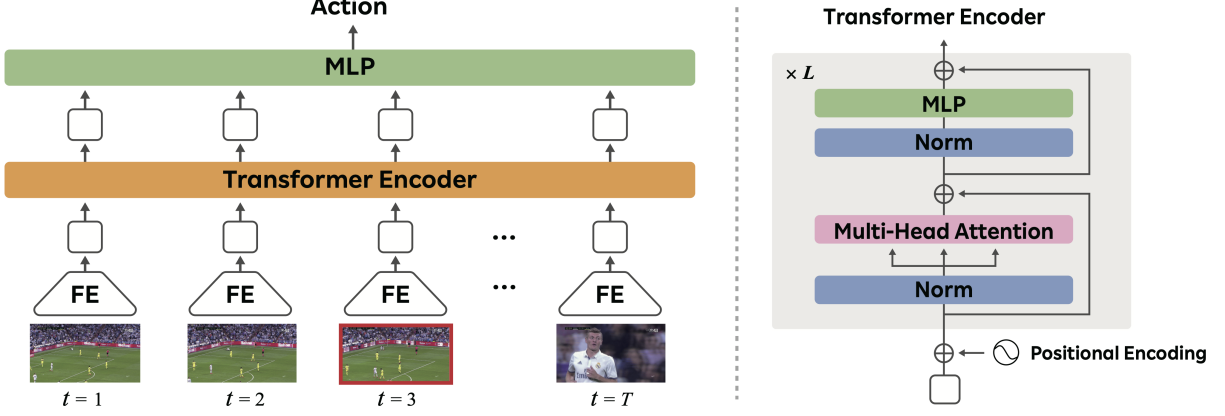 Action
MLP
Transformer Encoder
...
FE FE FE ... FE
t = 1 t = 2 t = 3 t = T
Transformer Encoder
× L
MLP
Norm
Multi-Head Attention
Norm
Positional Encoding